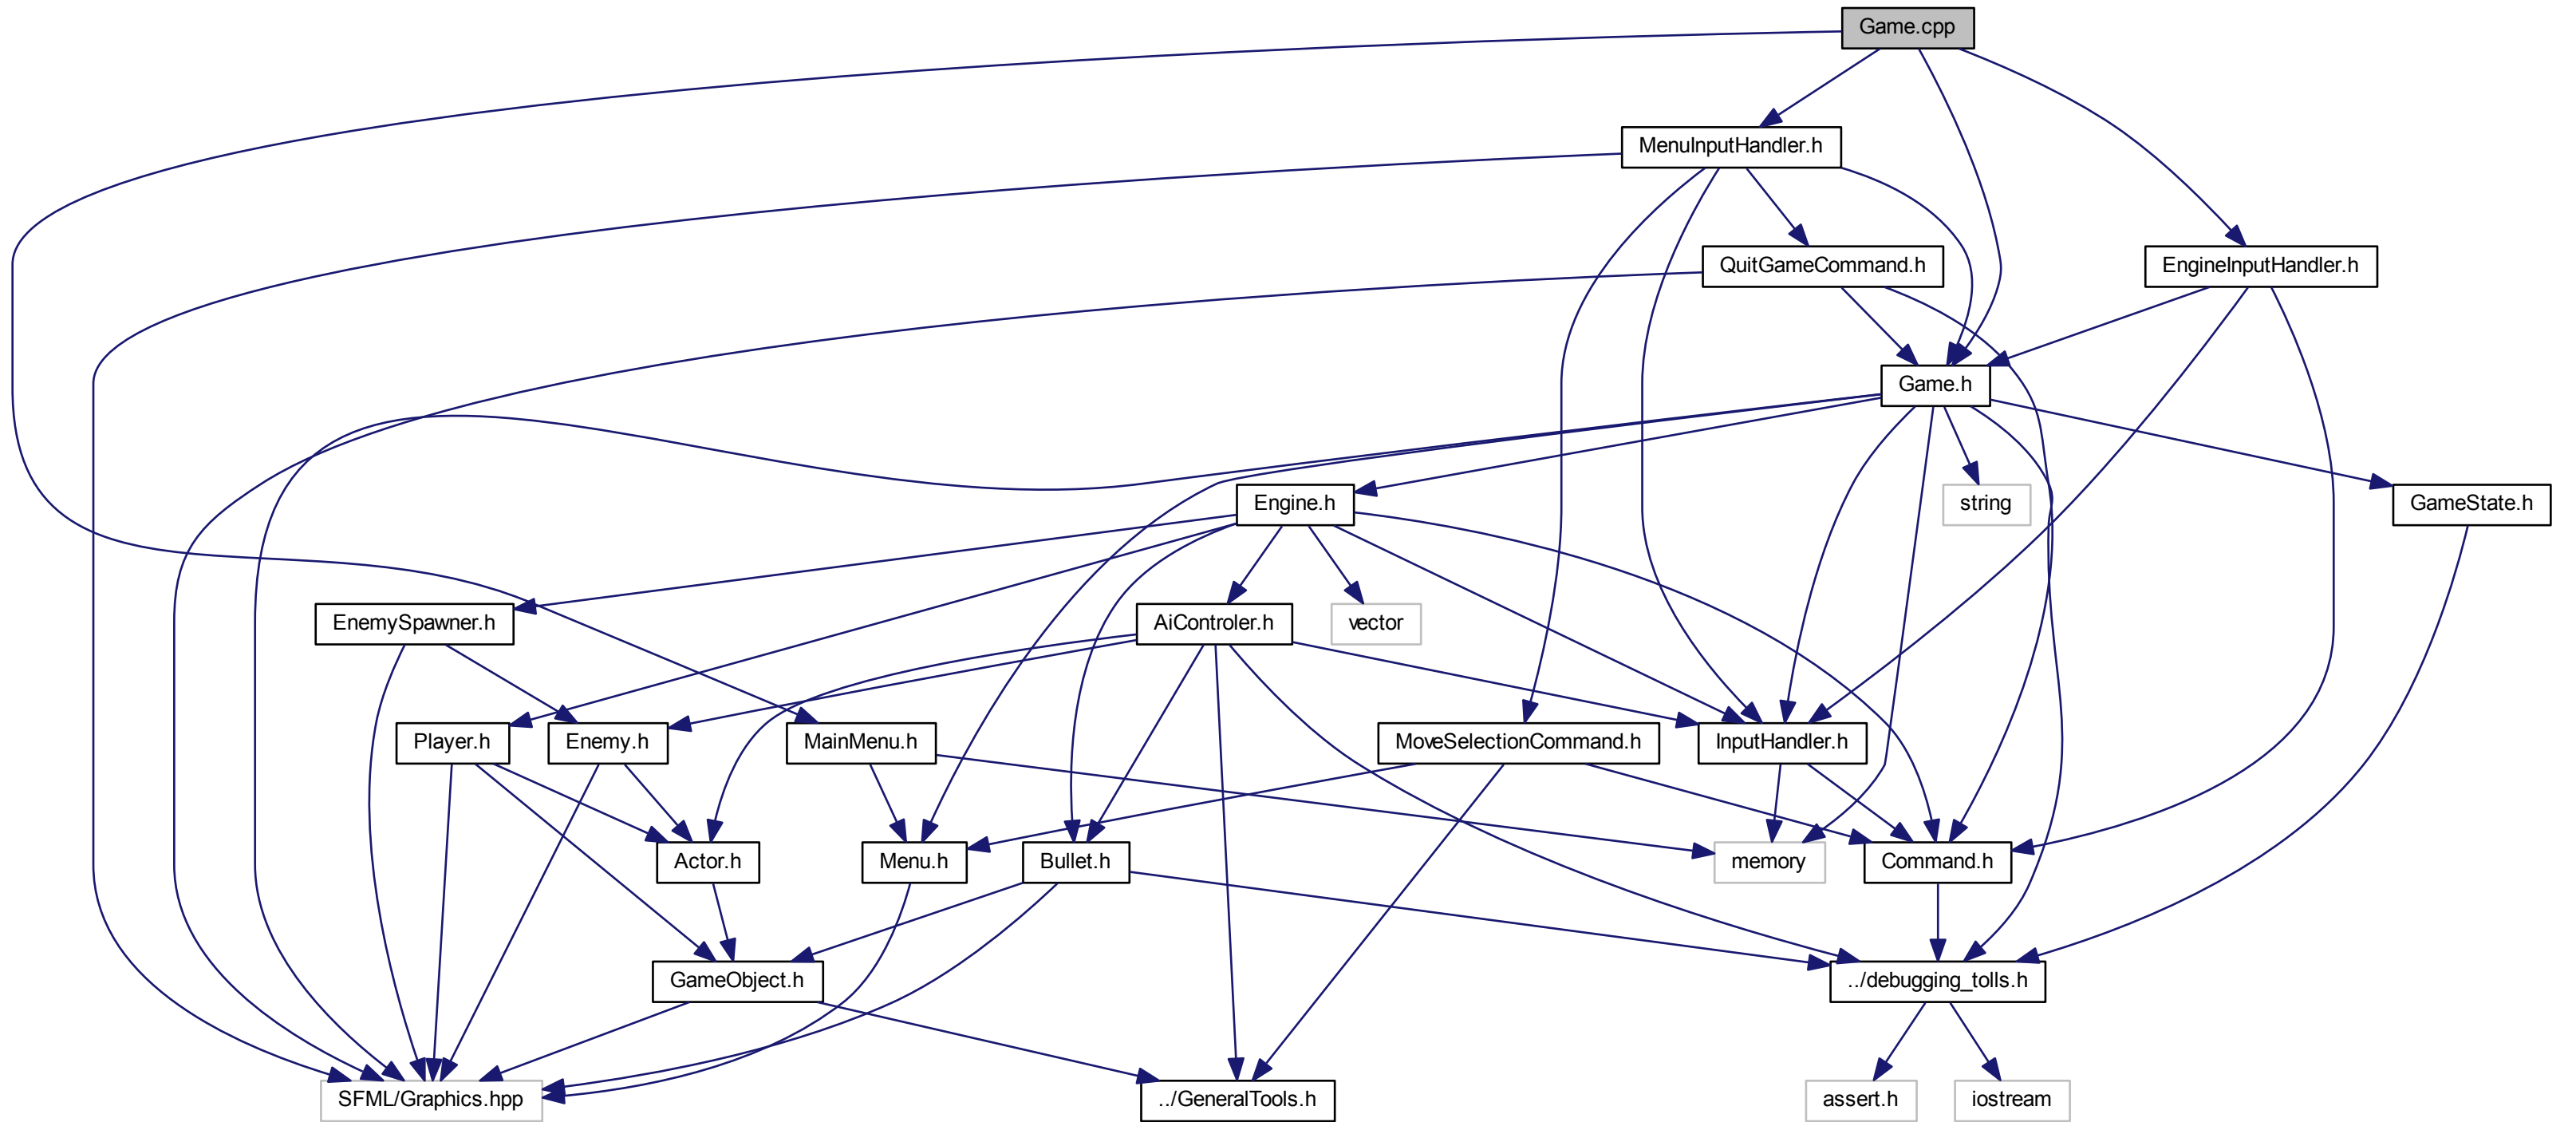 Game.cpp
MenuInputHandler.h
QuitGameCommand.h
EngineInputHandler.h
Game.h
Engine.h
string
GameState.h
EnemySpawner.h
AiControler.h
vector
Player.h
Enemy.h
MainMenu.h
MoveSelectionCommand.h
InputHandler.h
Actor.h
Menu.h
Bullet.h
memory
Command.h
GameObject.h
../debugging_tolls.h
SFML/Graphics.hpp
../GeneralTools.h
assert.h
iostream